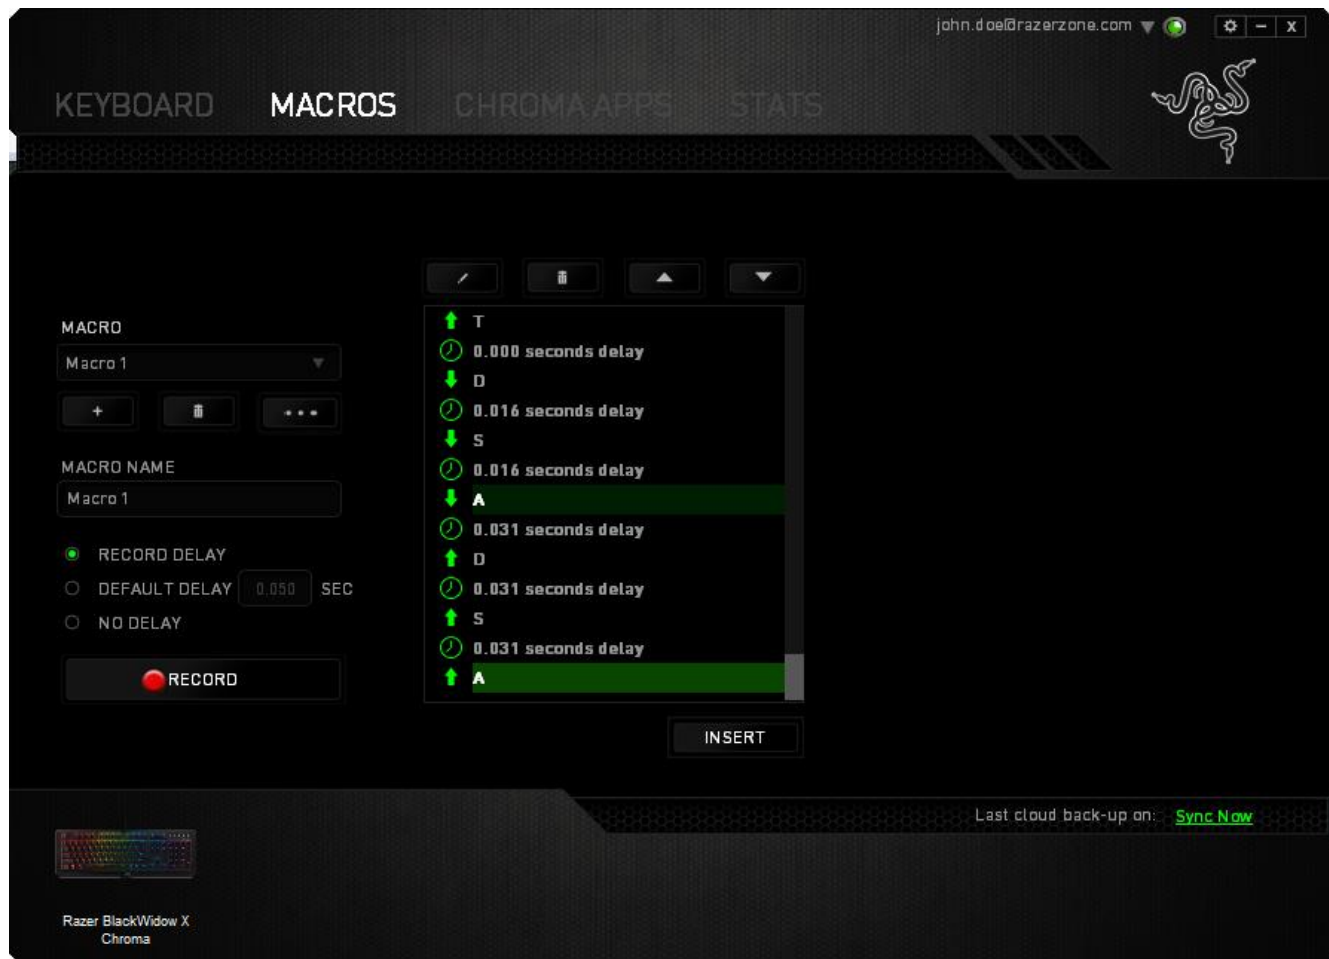 john.doe@razerzone.com
KEYBOARD MACROS CHROMA APPS STATS
MACRO
Macro 1
MACRO NAME
Macro 1
RECORD DELAY
DEFAULT DELAY 0.050 SEC
NO DELAY
RECORD
T
0.000 seconds delay
D
0.016 seconds delay
S
0.016 seconds delay
A
0.031 seconds delay
D
0.031 seconds delay
S
0.031 seconds delay
A
INSERT
Last cloud back-up on: Sync Now
Razer BlackWidow X
Chroma